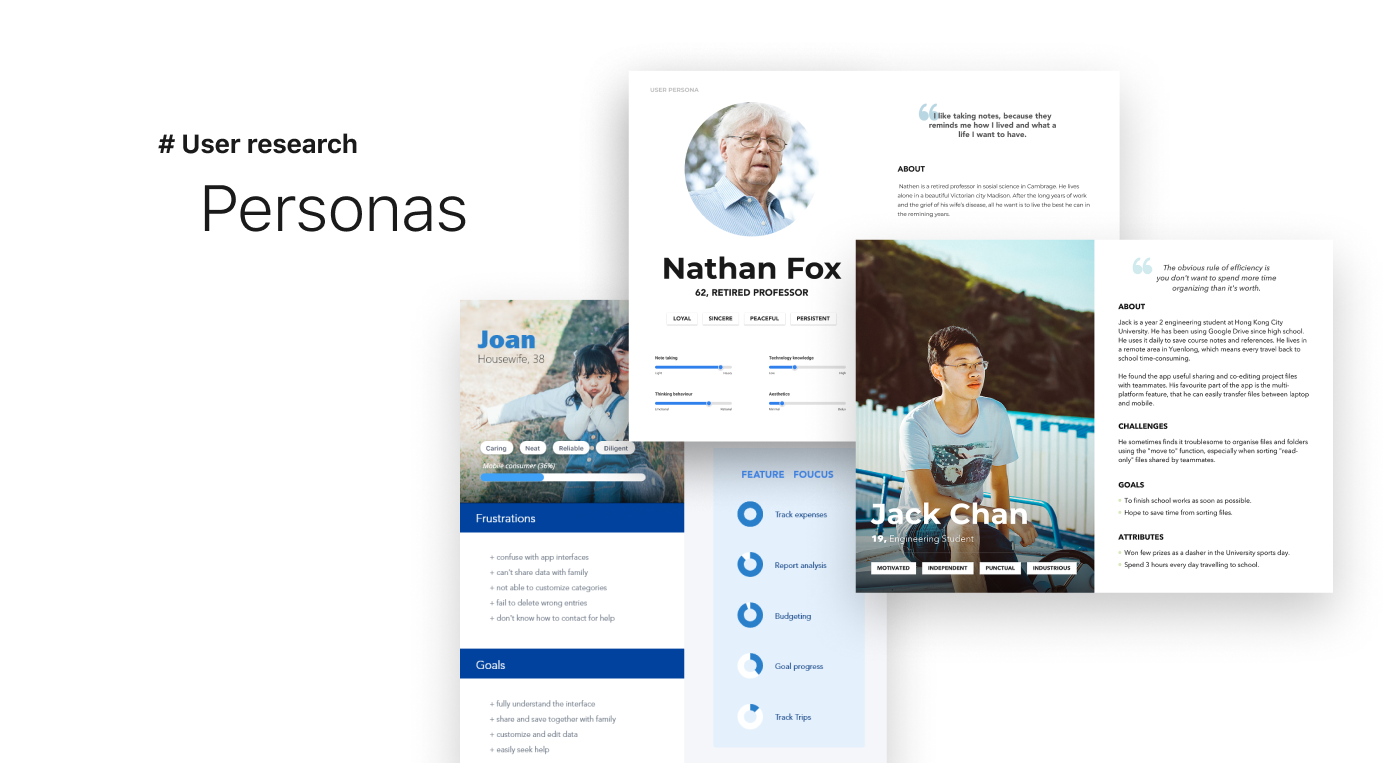 # User research
Personas
USER PERSONA
I like taking notes, because they
reminds me how I lived and what a
life I want to have.
ABOUT
Nathen is a retired professor in sosial science in Cambrage. He lives
alone in a beautiful Victorian city Madison. After the long years of work
and the grief of his wife's disease, all he want is to live the best he can in
the remining years.
Nathan Fox
62, RETIRED PROFESSOR
LOYAL
SINCERE
PEACEFUL
PERSISTENT
Note taking
Light
Heavy
Technology knowledge
Low
High
Thinking behaviour
Emotional
Rational
Aesthetics
Minimal
Joan
Housewife, 38
Caring
Neat
Reliable
Diligent
Mobile consumer (36%)
Frustrations
+ confuse with app interfaces
+ can't share data with family
+ not able to customize categories
+ fail to delete wrong entries
+ don't know how to contact for help
Goals
+ fully understand the interface
+ share and save together with family
+ customize and edit data
+ easily seek help
FEATURE FOUCUS
Track expenses
Report analysis
Budgeting
Goal progress
Track Trips
Jack Chan
19, Engineering Student
MOTIVATED
INDEPENDENT
PUNCTUAL
INDUSTRIOUS
The obvious rule of efficiency is
you don't want to spend more time
organizing than it's worth.
ABOUT
Jack is a year 2 engineering student at Hong Kong City
University. He has been using Google Drive since high school.
He uses it daily to save course notes and references. He lives in
a remote area in Yuenlong, which means every travel back to
school time-consuming.
He found the app useful sharing and co-editing project files
with teammates. His favourite part of the app is the multi-
platform feature, that he can easily transfer files between laptop
and mobile.
CHALLENGES
He sometimes finds it troublesome to organise files and folders
using the "move to" function, especially when sorting "read-
only" files shared by teammates.
GOALS
To finish school works as soon as possible.
Hope to save time from sorting files.
ATTRIBUTES
Won few prizes as a dasher in the University sports day.
Spend 3 hours every day travelling to school.